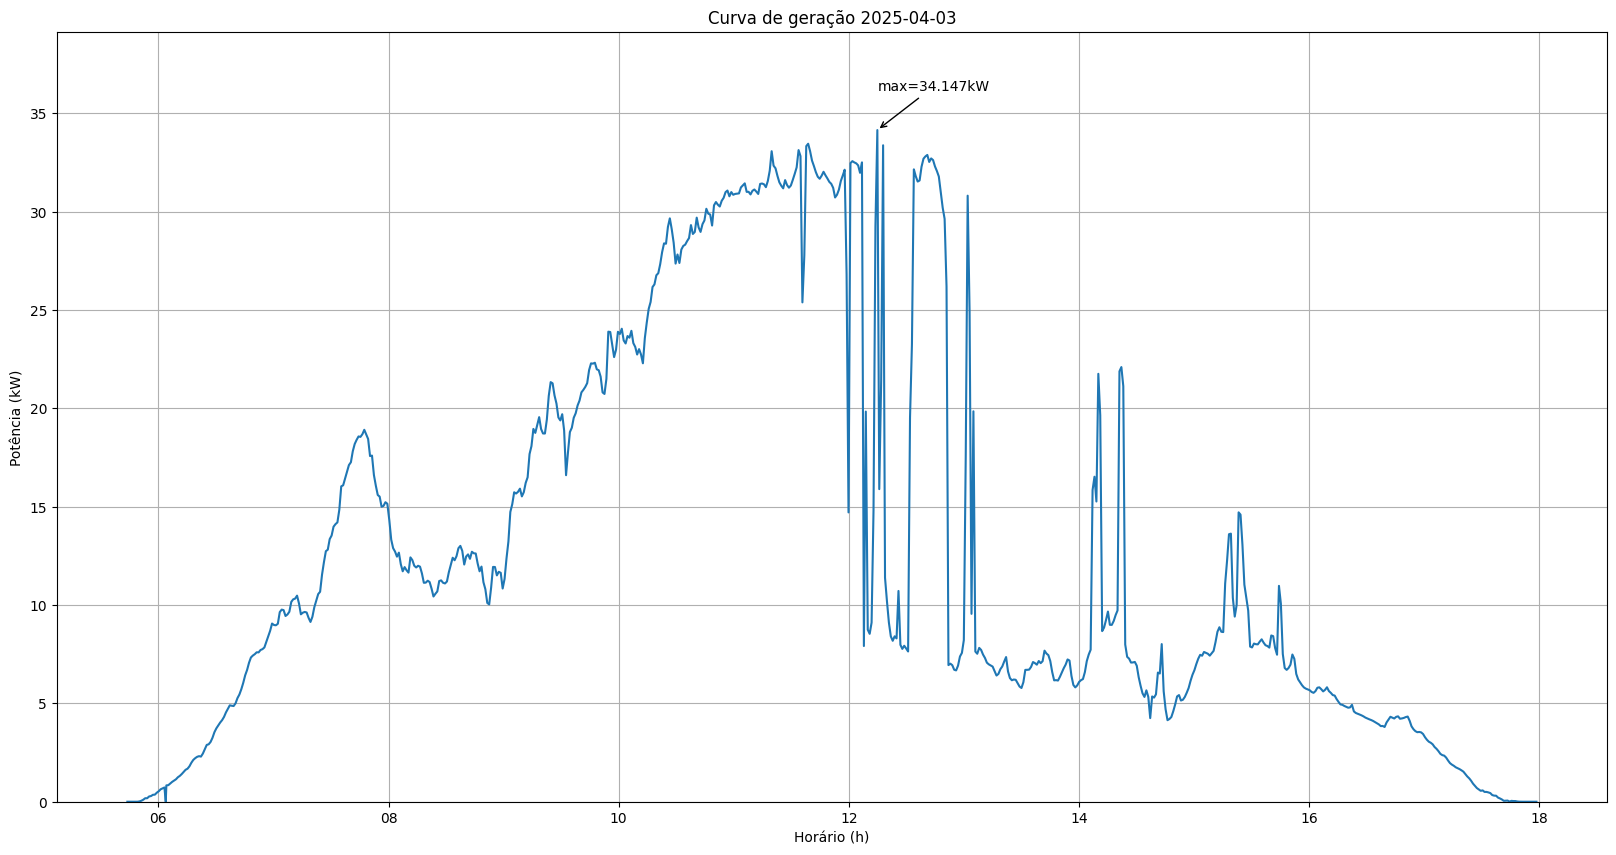 Curva de geração 2025-04-03
max=34.147kW
35
30
25
20
15
10
5
0
Potência (kW)
06 08 10 12 14 16 18
Horário (h)